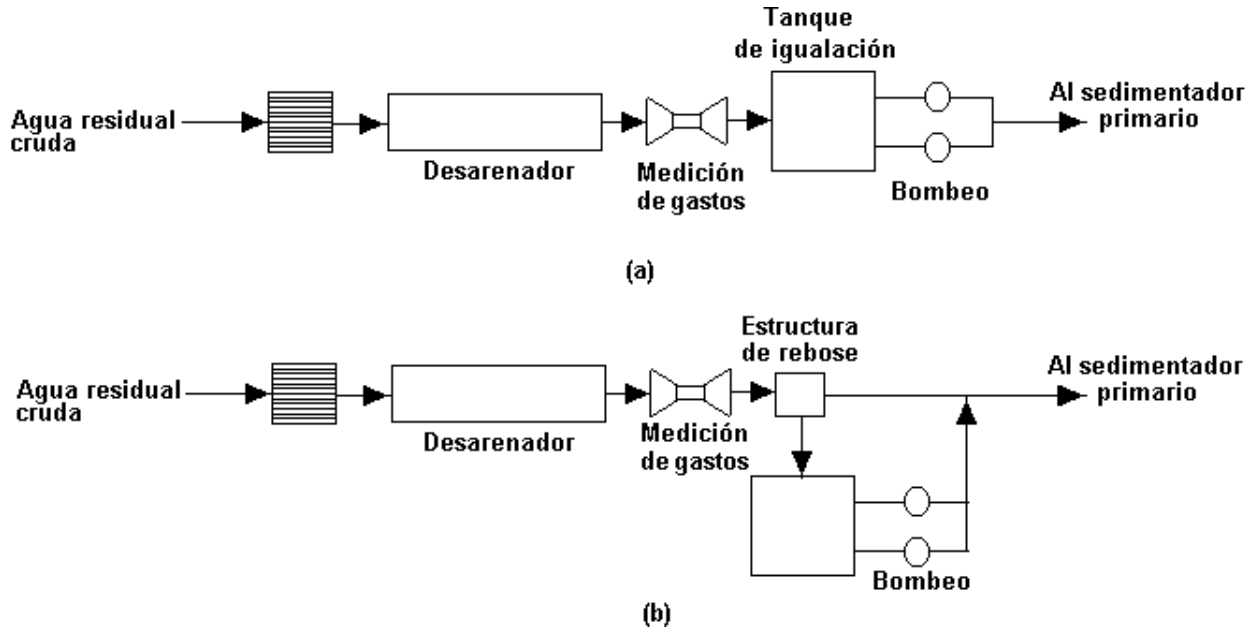 Tanque
de igualación
Agua residual
cruda
Desarenador
Medición
de gastos
Bombeo
Al sedimentador
primario
(a)
Estructura
de rebose
Agua residual
cruda
Desarenador
Medición
de gastos
Al sedimentador
primario
Bombeo
(b)